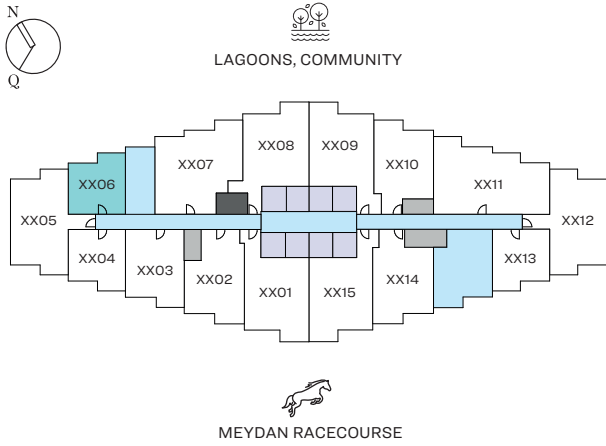 N
Q
LAGOONS, COMMUNITY
XX08
XX09
XX07
XX10
XX06
XX11
XX05
XX12
XX04
XX03
XX02
XX01
XX15
XX14
XX13
MEYDAN RACECOURSE